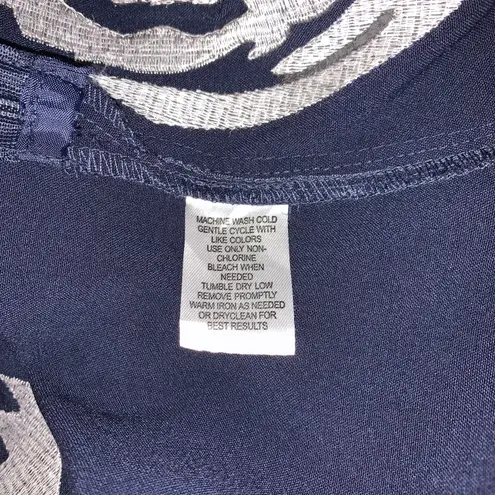 MACHINE WASH COLD
GENTLE CYCLE WITH
LIKE COLORS
USE ONLY NON-
CHLORINE
BLEACH WHEN
NEEDED
TUMBLE DRY LOW
REMOVE PROMPTLY
WARM IRON AS NEEDED
OR DRYCLEAN FOR
BEST RESULTS